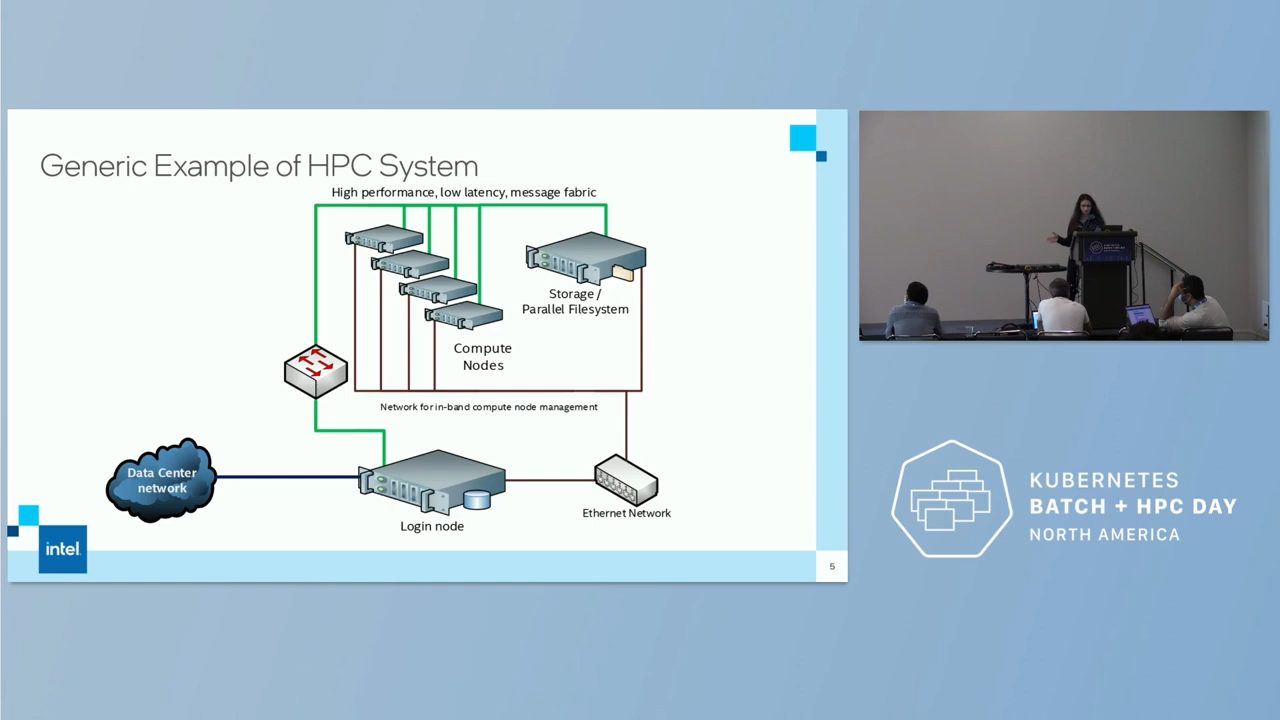 Generic Example of HPC System
High performance, low latency, message fabric
Storage /
Parallel Filesystem
Compute
Nodes
Network for in-band compute node management
Data Center
network
Login node
Ethernet Network
intel.
5
KUBERNETES
BATCH + HPC DAY
NORTH AMERICA